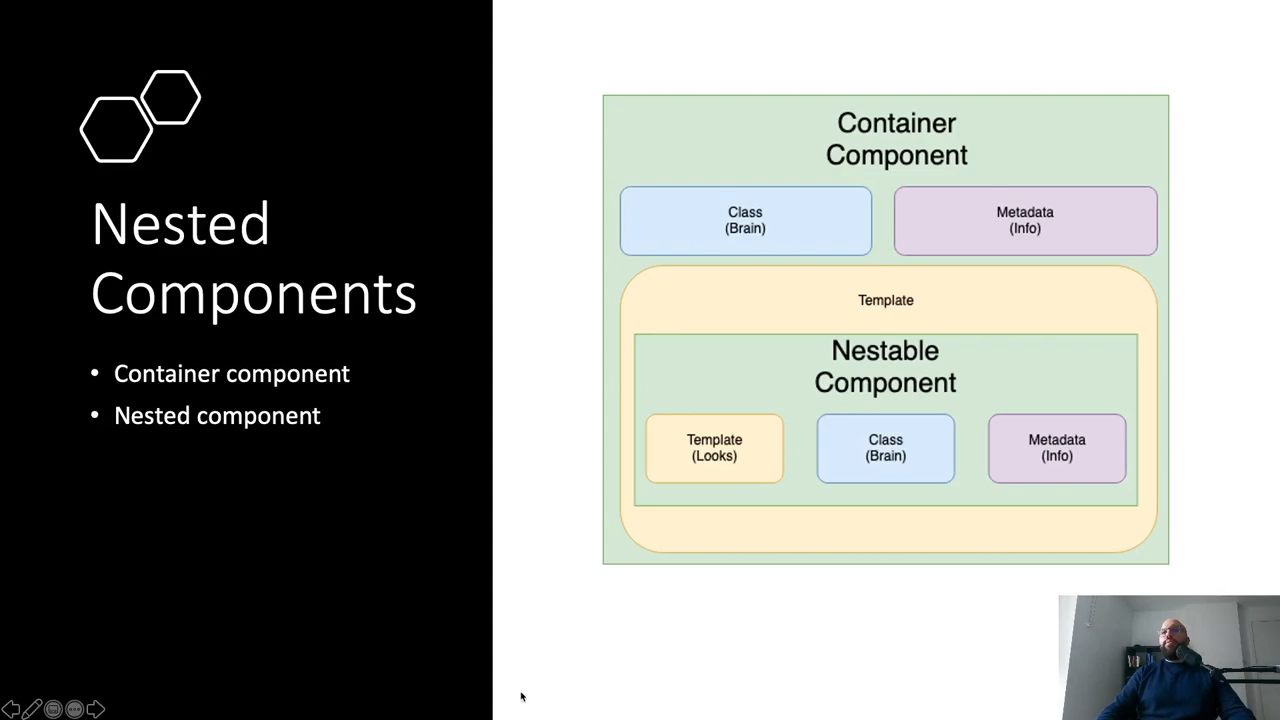 Nested
Components
• Container component
• Nested component
Container
Component
Class
(Brain)
Metadata
(Info)
Template
Nestable
Component
Template
(Looks)
Class
(Brain)
Metadata
(Info)